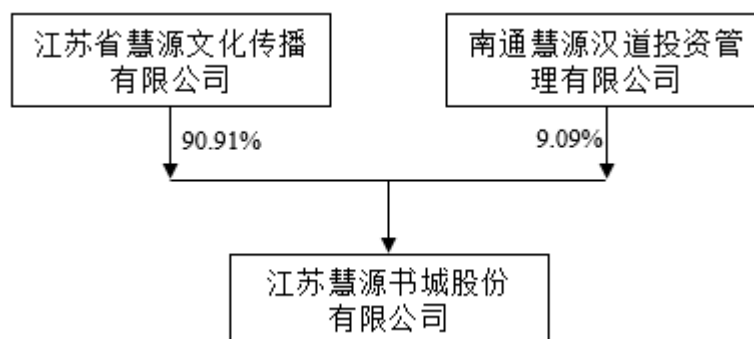 江苏省慧源文化传播
有限公司
南通慧源汉道投资管
理有限公司
90.91%
9.09%
江苏慧源书城股份
有限公司